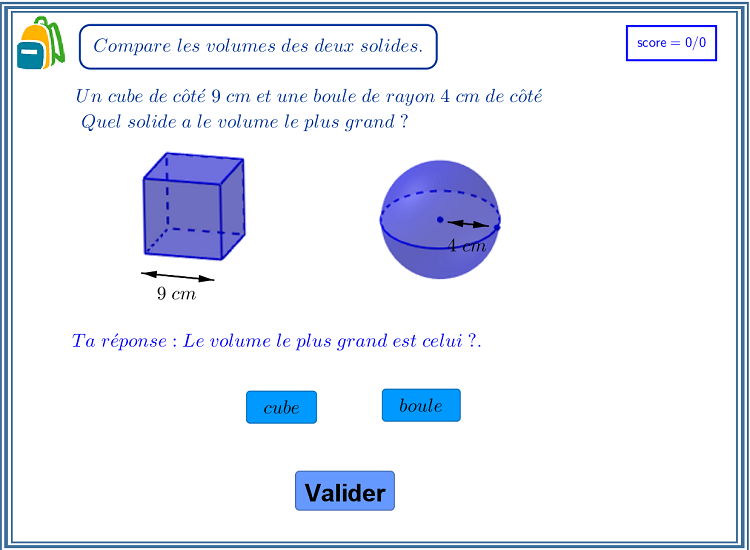 Compare les volumes des deux solides.
score = 0/0
Un cube de côté 9 cm et une boule de rayon 4 cm de côté
Quel solide a le volume le plus grand ?
4 cm
9 cm
Ta réponse : Le volume le plus grand est celui ?.
cube
boule
Valider